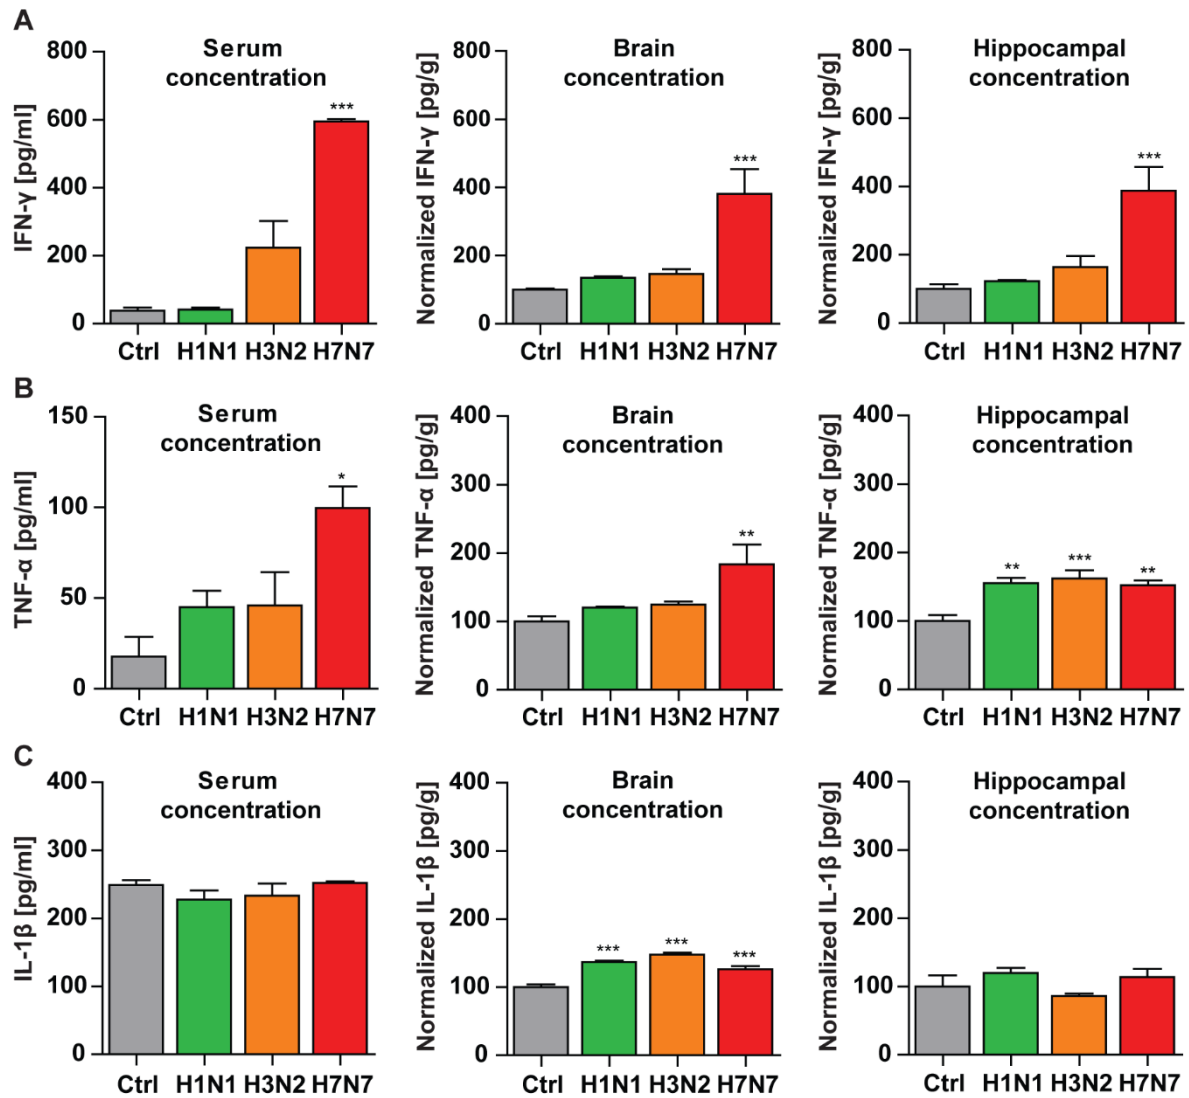 A
Serum
concentration
IFN-γ [pg/ml]
800
600
400
200
0
***
Ctrl H1N1 H3N2 H7N7
Brain
concentration
Normalized IFN-γ [pg/g]
800
600
400
200
0
***
Ctrl H1N1 H3N2 H7N7
Hippocampal
concentration
Normalized IFN-γ [pg/g]
800
600
400
200
0
***
Ctrl H1N1 H3N2 H7N7
B
Serum
concentration
TNF-α [pg/ml]
150
100
50
0
*
Ctrl H1N1 H3N2 H7N7
Brain
concentration
Normalized TNF-α [pg/g]
400
300
200
100
0
**
Ctrl H1N1 H3N2 H7N7
Hippocampal
concentration
Normalized TNF-α [pg/g]
400
300
200
100
0
** *** **
Ctrl H1N1 H3N2 H7N7
C
Serum
concentration
IL-1β [pg/ml]
400
300
200
100
0
Ctrl H1N1 H3N2 H7N7
Brain
concentration
Normalized IL-1β [pg/g]
400
300
200
100
0
*** *** ***
Ctrl H1N1 H3N2 H7N7
Hippocampal
concentration
Normalized IL-1β [pg/g]
400
300
200
100
0
Ctrl H1N1 H3N2 H7N7